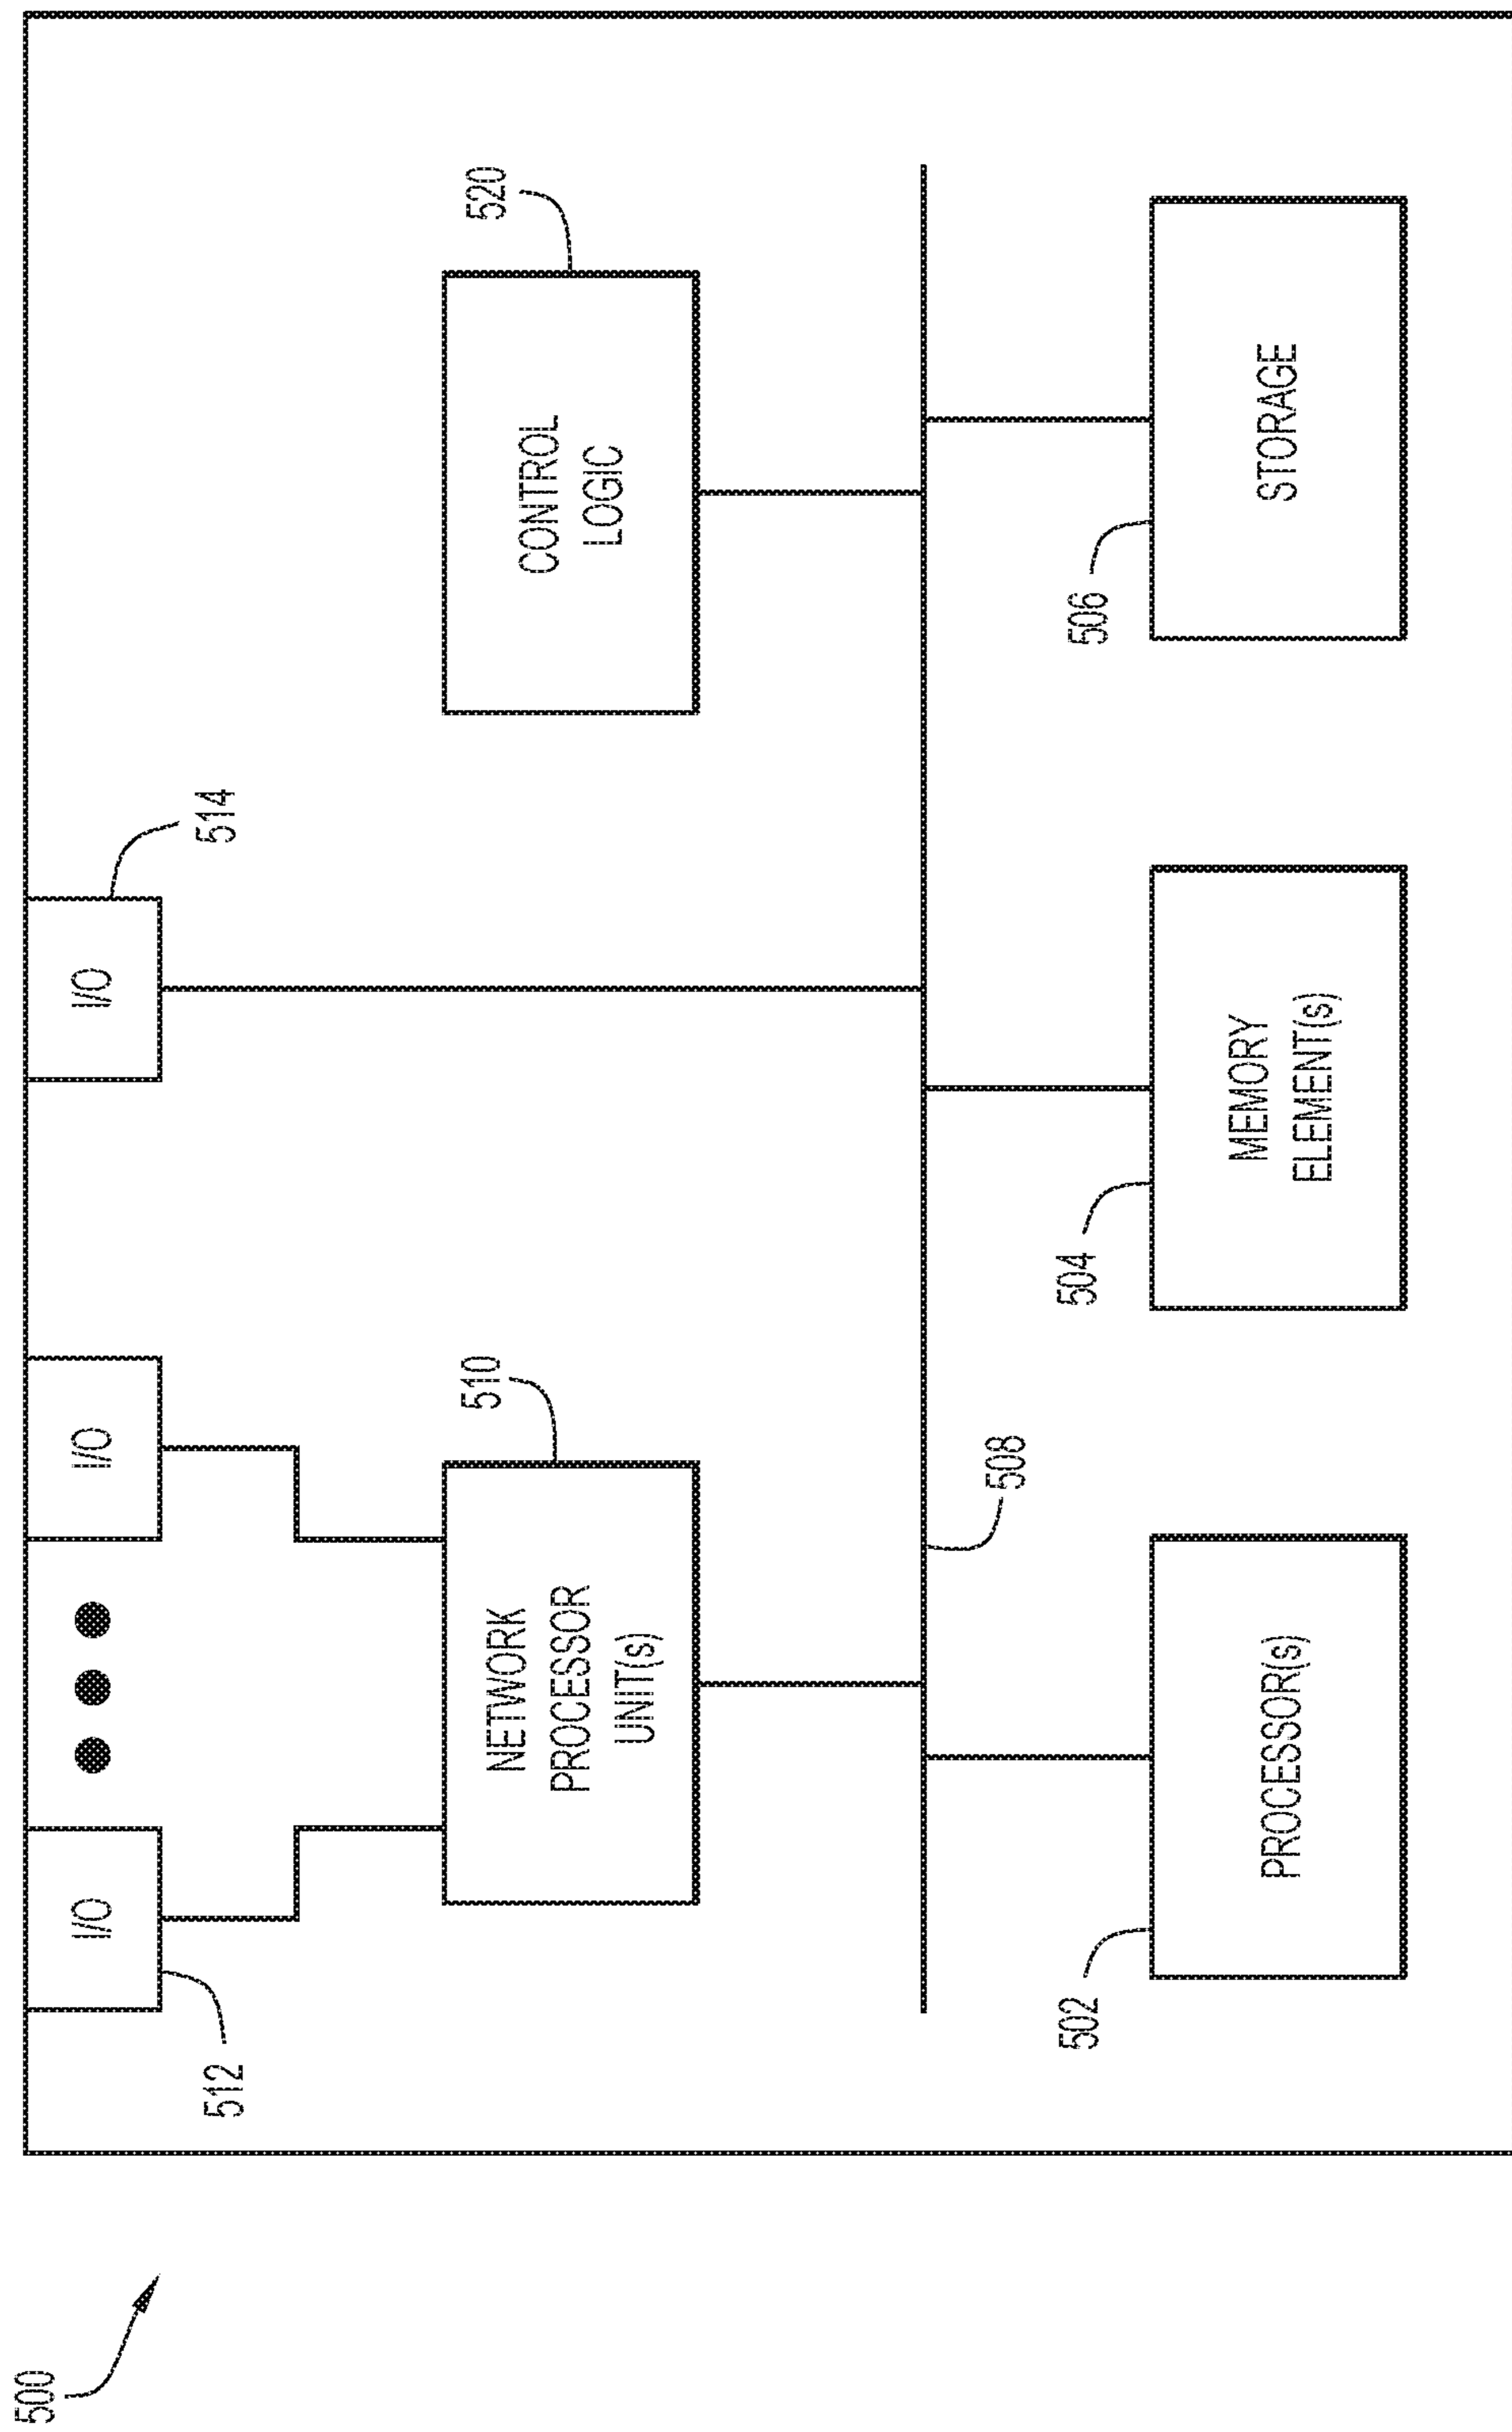 500
512
I/O
I/O
I/O
514
510
NETWORK
PROCESSOR
UNIT(s)
520
CONTROL
LOGIC
508
502
PROCESSOR(s)
504
MEMORY
ELEMENT(s)
506
STORAGE